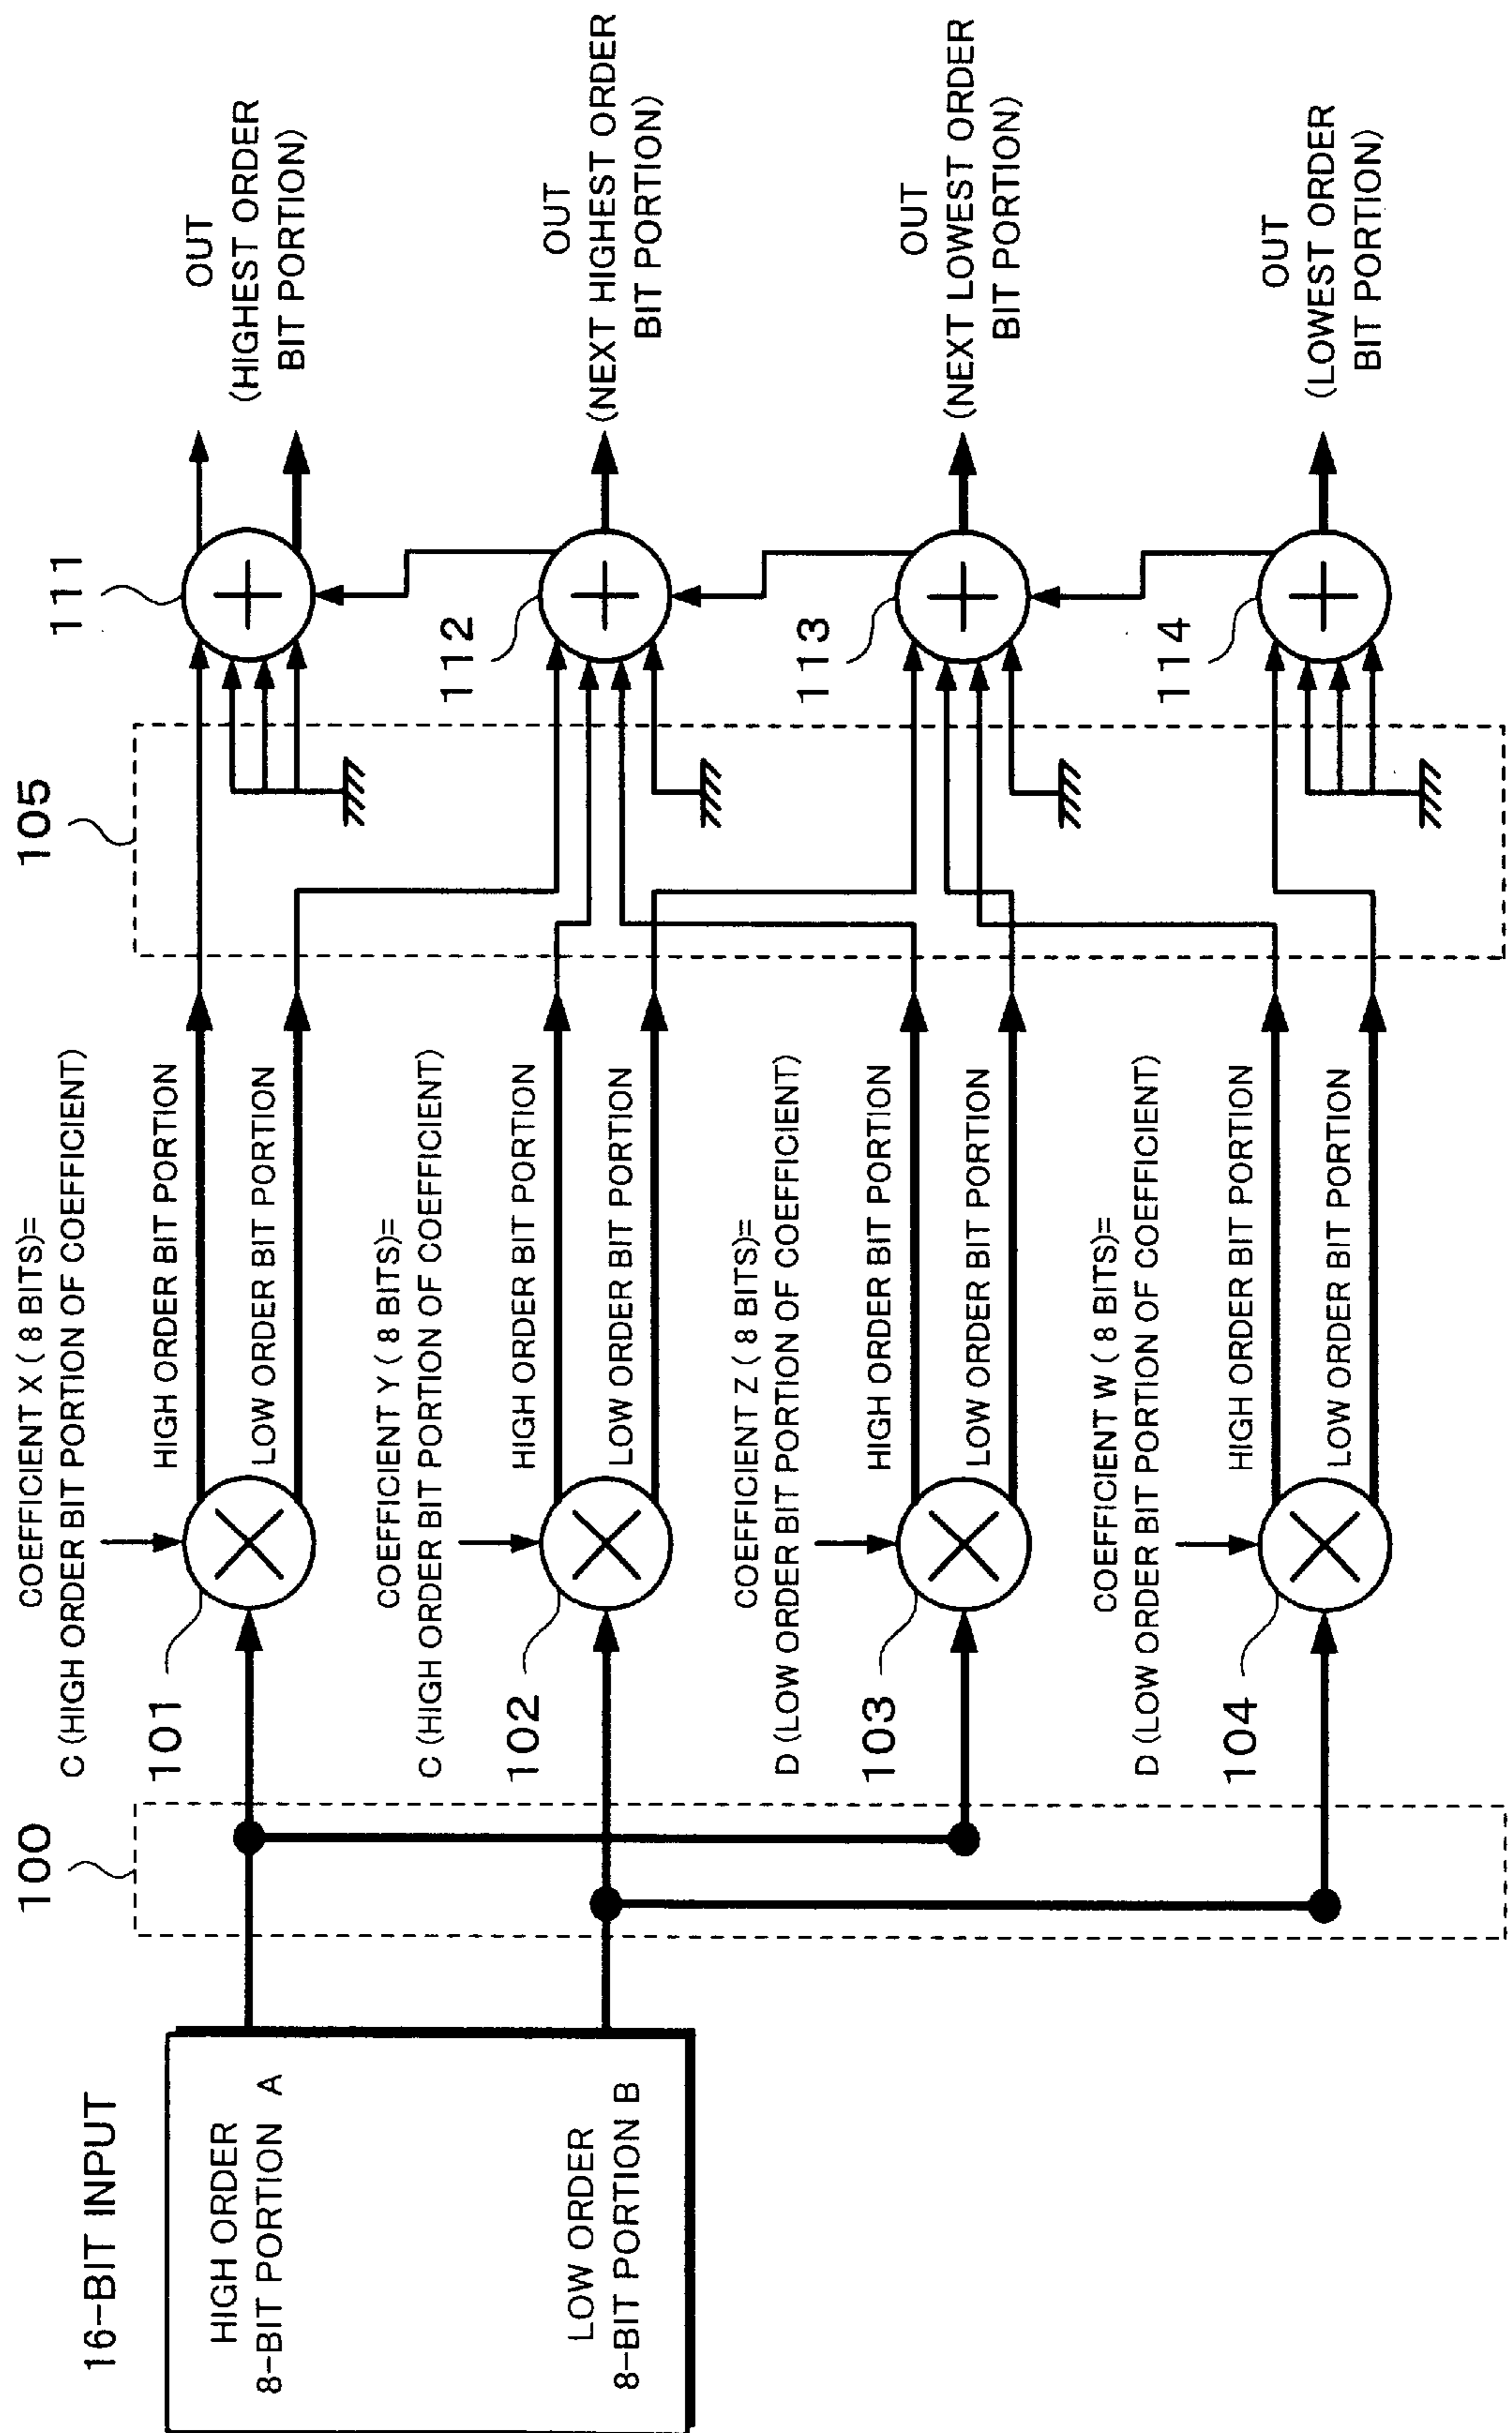 16-BIT INPUT
HIGH ORDER
8-BIT PORTION A
LOW ORDER
8-BIT PORTION B
100
COEFFICIENT X ( 8 BITS)=
C (HIGH ORDER BIT PORTION OF COEFFICIENT)
101
HIGH ORDER BIT PORTION
LOW ORDER BIT PORTION
COEFFICIENT Y ( 8 BITS)=
C (HIGH ORDER BIT PORTION OF COEFFICIENT)
102
HIGH ORDER BIT PORTION
LOW ORDER BIT PORTION
COEFFICIENT Z ( 8 BITS)=
D (LOW ORDER BIT PORTION OF COEFFICIENT)
103
HIGH ORDER BIT PORTION
LOW ORDER BIT PORTION
COEFFICIENT W ( 8 BITS)=
D (LOW ORDER BIT PORTION OF COEFFICIENT)
104
HIGH ORDER BIT PORTION
LOW ORDER BIT PORTION
105
111
112
113
114
OUT
(HIGHEST ORDER
BIT PORTION)
OUT
(NEXT HIGHEST ORDER
BIT PORTION)
OUT
(NEXT LOWEST ORDER
BIT PORTION)
OUT
(LOWEST ORDER
BIT PORTION)